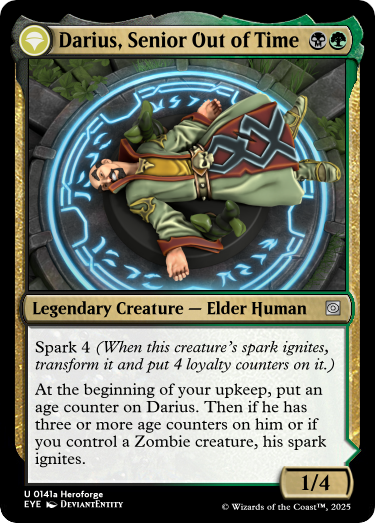 Darius, Senior Out of Time
Legendary Creature — Elder Human
Spark 4 (When this creature's spark ignites,
transform it and put 4 loyalty counters on it.)
At the beginning of your upkeep, put an
age counter on Darius. Then if he has
three or more age counters on him or if
you control a Zombie creature, his spark
ignites.
1/4
U 0141a Heroforge
EYE DeviantEntity
© Wizards of the Coast™, 2025